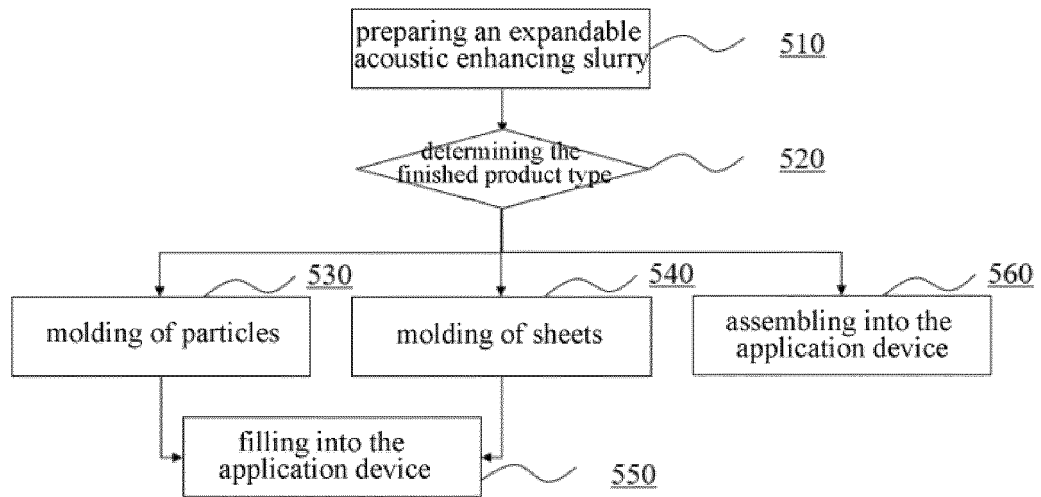 preparing an expandable
acoustic enhancing slurry
510
determining the
finished product type
520
530
540
560
molding of particles
molding of sheets
assembling into the
application device
filling into the
application device
550